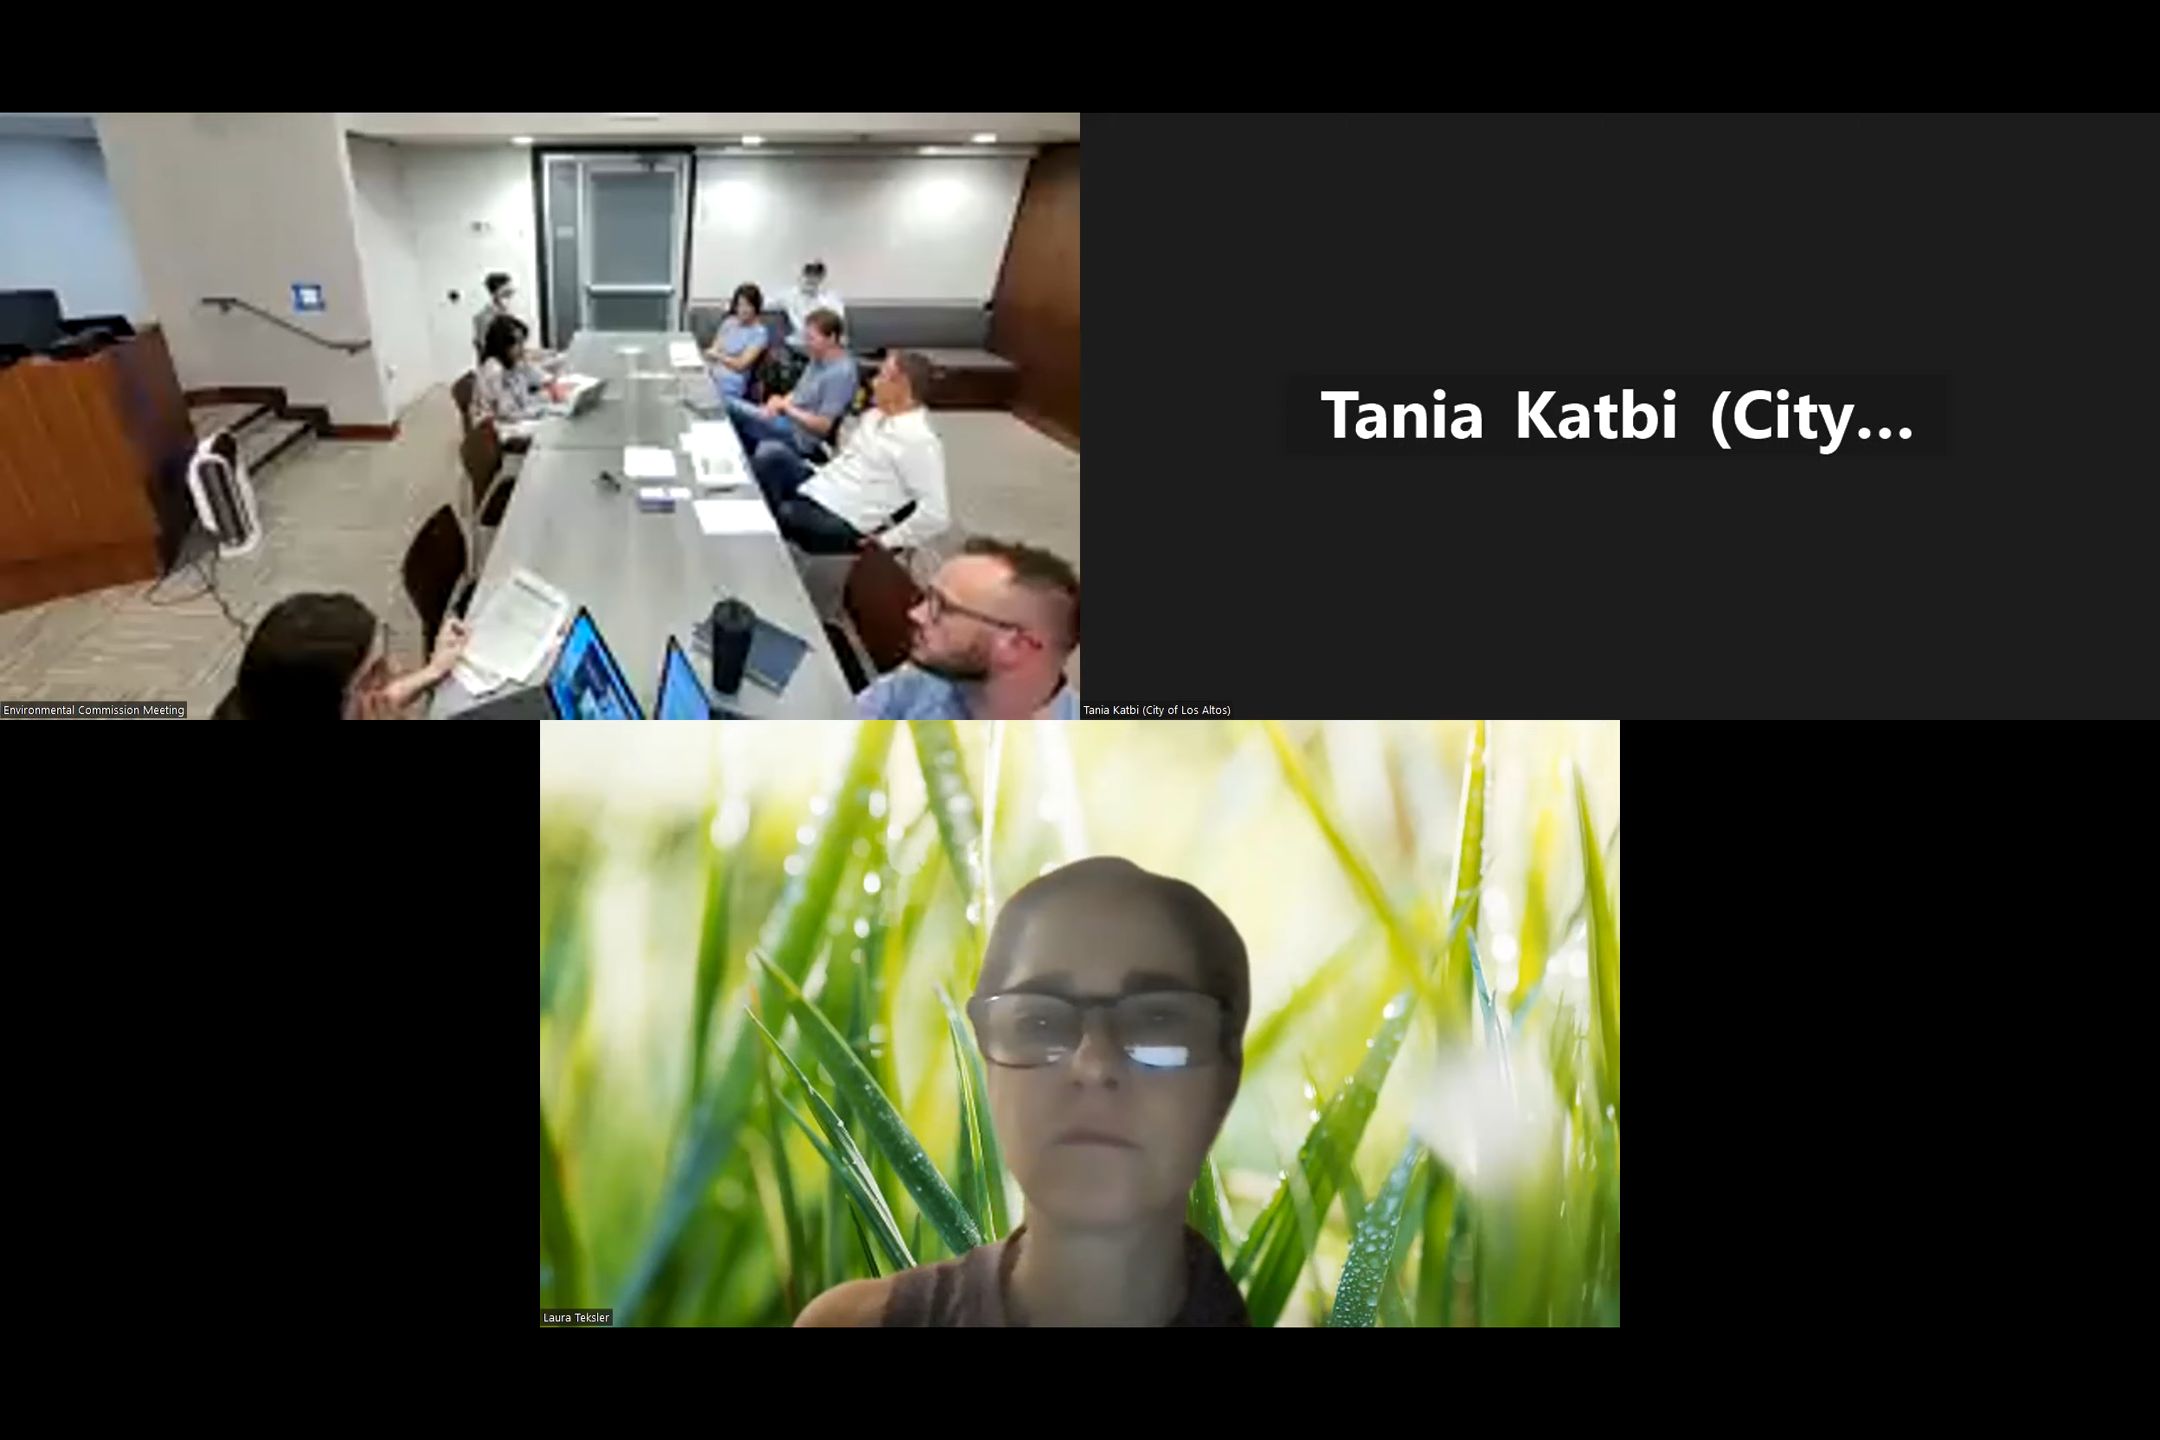 Tania Katbi (City...
Environmental Commission Meeting
Tania Katbi (City of Los Altos)
Laura Teksler